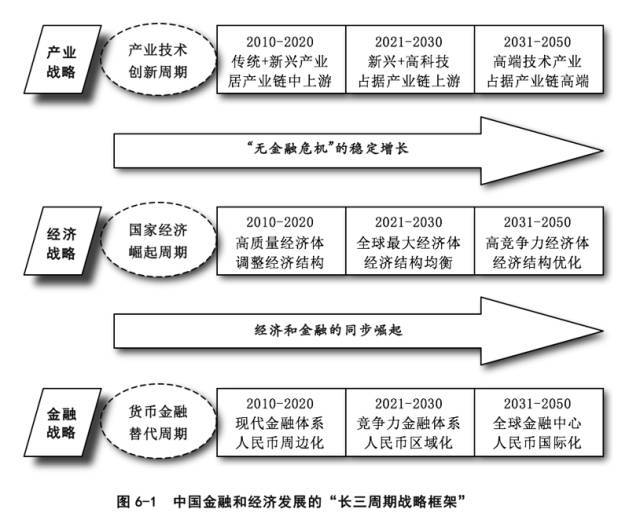 产业
战略
产业技术
创新周期
2010-2020
传统+新兴产业
居产业链中上游
2021-2030
新兴+高科技
占据产业链上游
2031-2050
高端技术产业
占据产业链高端
“无金融危机”的稳定增长
经济
战略
国家经济
崛起周期
2010-2020
高质量经济体
调整经济结构
2021-2030
全球最大经济体
经济结构均衡
2031-2050
高竞争力经济体
经济结构优化
经济和金融的同步崛起
金融
战略
货币金融
替代周期
2010-2020
现代金融体系
人民币周边化
2021-2030
竞争力金融体系
人民币区域化
2031-2050
全球金融中心
人民币国际化
图 6-1 中国金融和经济发展的“长三周期战略框架”